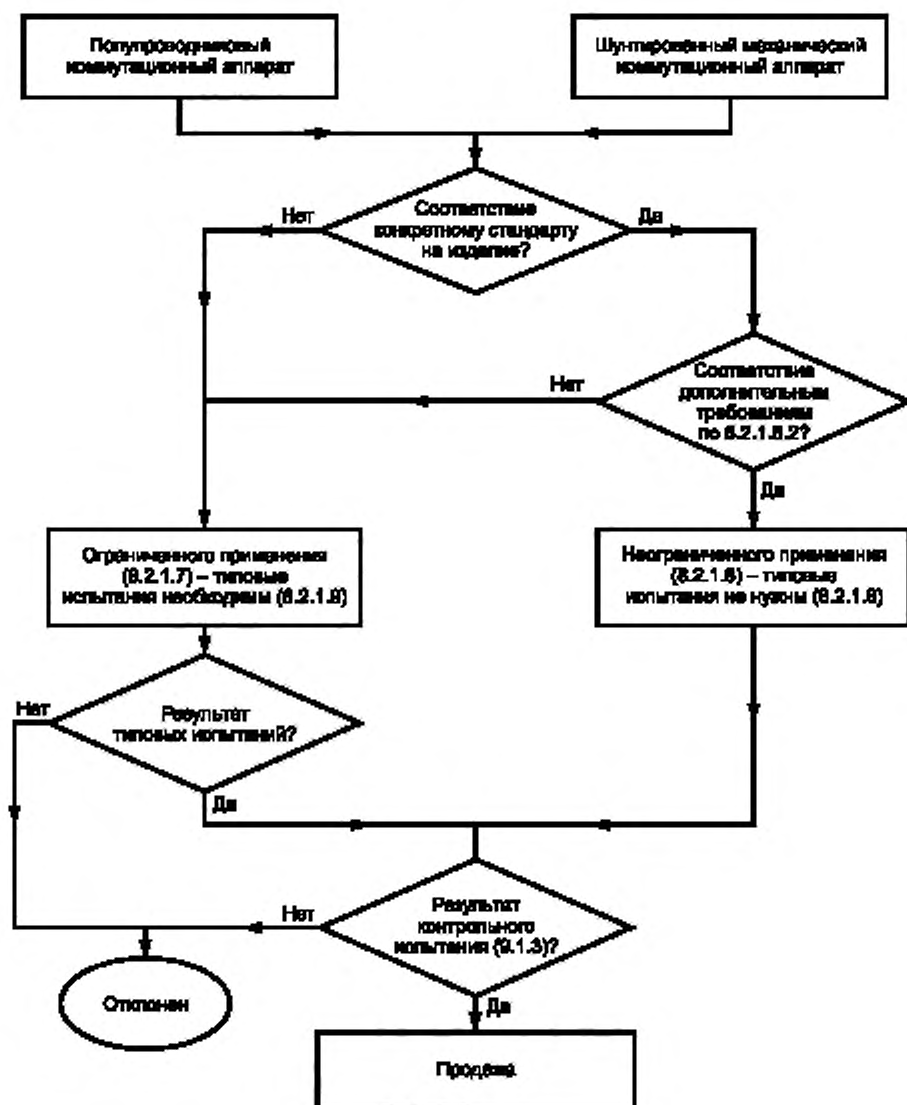 Полупроводниковый
коммутационный аппарат
Шунтированный механический
коммутационный аппарат
Соответствие
конкретному стандарту
на изделие?
Нет
Да
Соответствие
дополнительным
требованиям
по 8.2.1.6.2?
Нет
Да
Ограниченного применения
(8.2.1.7) – типовые
испытания необходимы (8.2.1.8)
Неограниченного применения
(8.2.1.6) – типовые
испытания не нужны (8.2.1.8)
Результат
типовых испытаний?
Нет
Да
Результат
контрольного
испытания (9.1.3)?
Нет
Да
Отклонен
Продажа